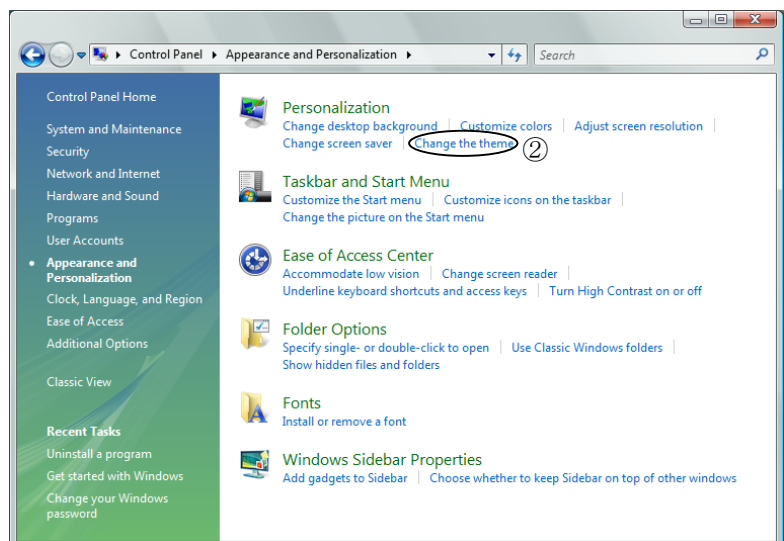 Control Panel Appearance and Personalization Search
Control Panel Home
System and Maintenance
Security
Network and Internet
Hardware and Sound
Programs
User Accounts
Appearance and
Personalization
Clock, Language, and Region
Ease of Access
Additional Options
Classic View
Recent Tasks
Uninstall a program
Get started with Windows
Change your Windows
password
Personalization
Change desktop background Customize colors Adjust screen resolution
Change screen saver Change the theme ②
Taskbar and Start Menu
Customize the Start menu Customize icons on the taskbar
Change the picture on the Start menu
Ease of Access Center
Accommodate low vision Change screen reader
Underline keyboard shortcuts and access keys Turn High Contrast on or off
Folder Options
Specify single- or double-click to open Use Classic Windows folders
Show hidden files and folders
Fonts
Install or remove a font
Windows Sidebar Properties
Add gadgets to Sidebar Choose whether to keep Sidebar on top of other windows